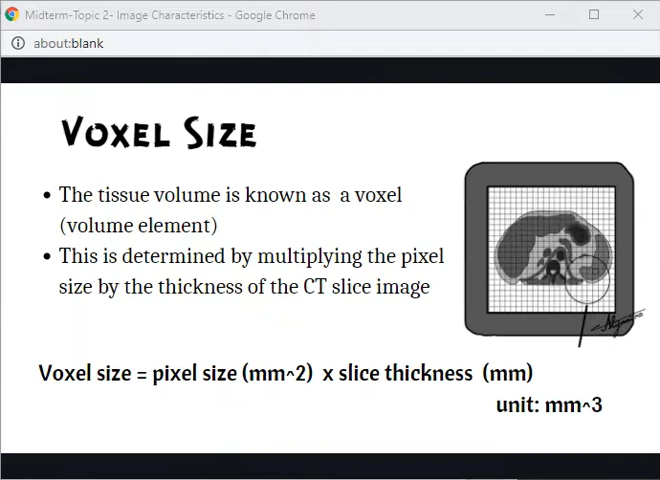 Midterm-Topic 2- Image Characteristics - Google Chrome
about:blank
Voxel Size
• The tissue volume is known as a voxel
(volume element)
• This is determined by multiplying the pixel
size by the thickness of the CT slice image
Voxel size = pixel size (mm^2) x slice thickness (mm)
unit: mm^3